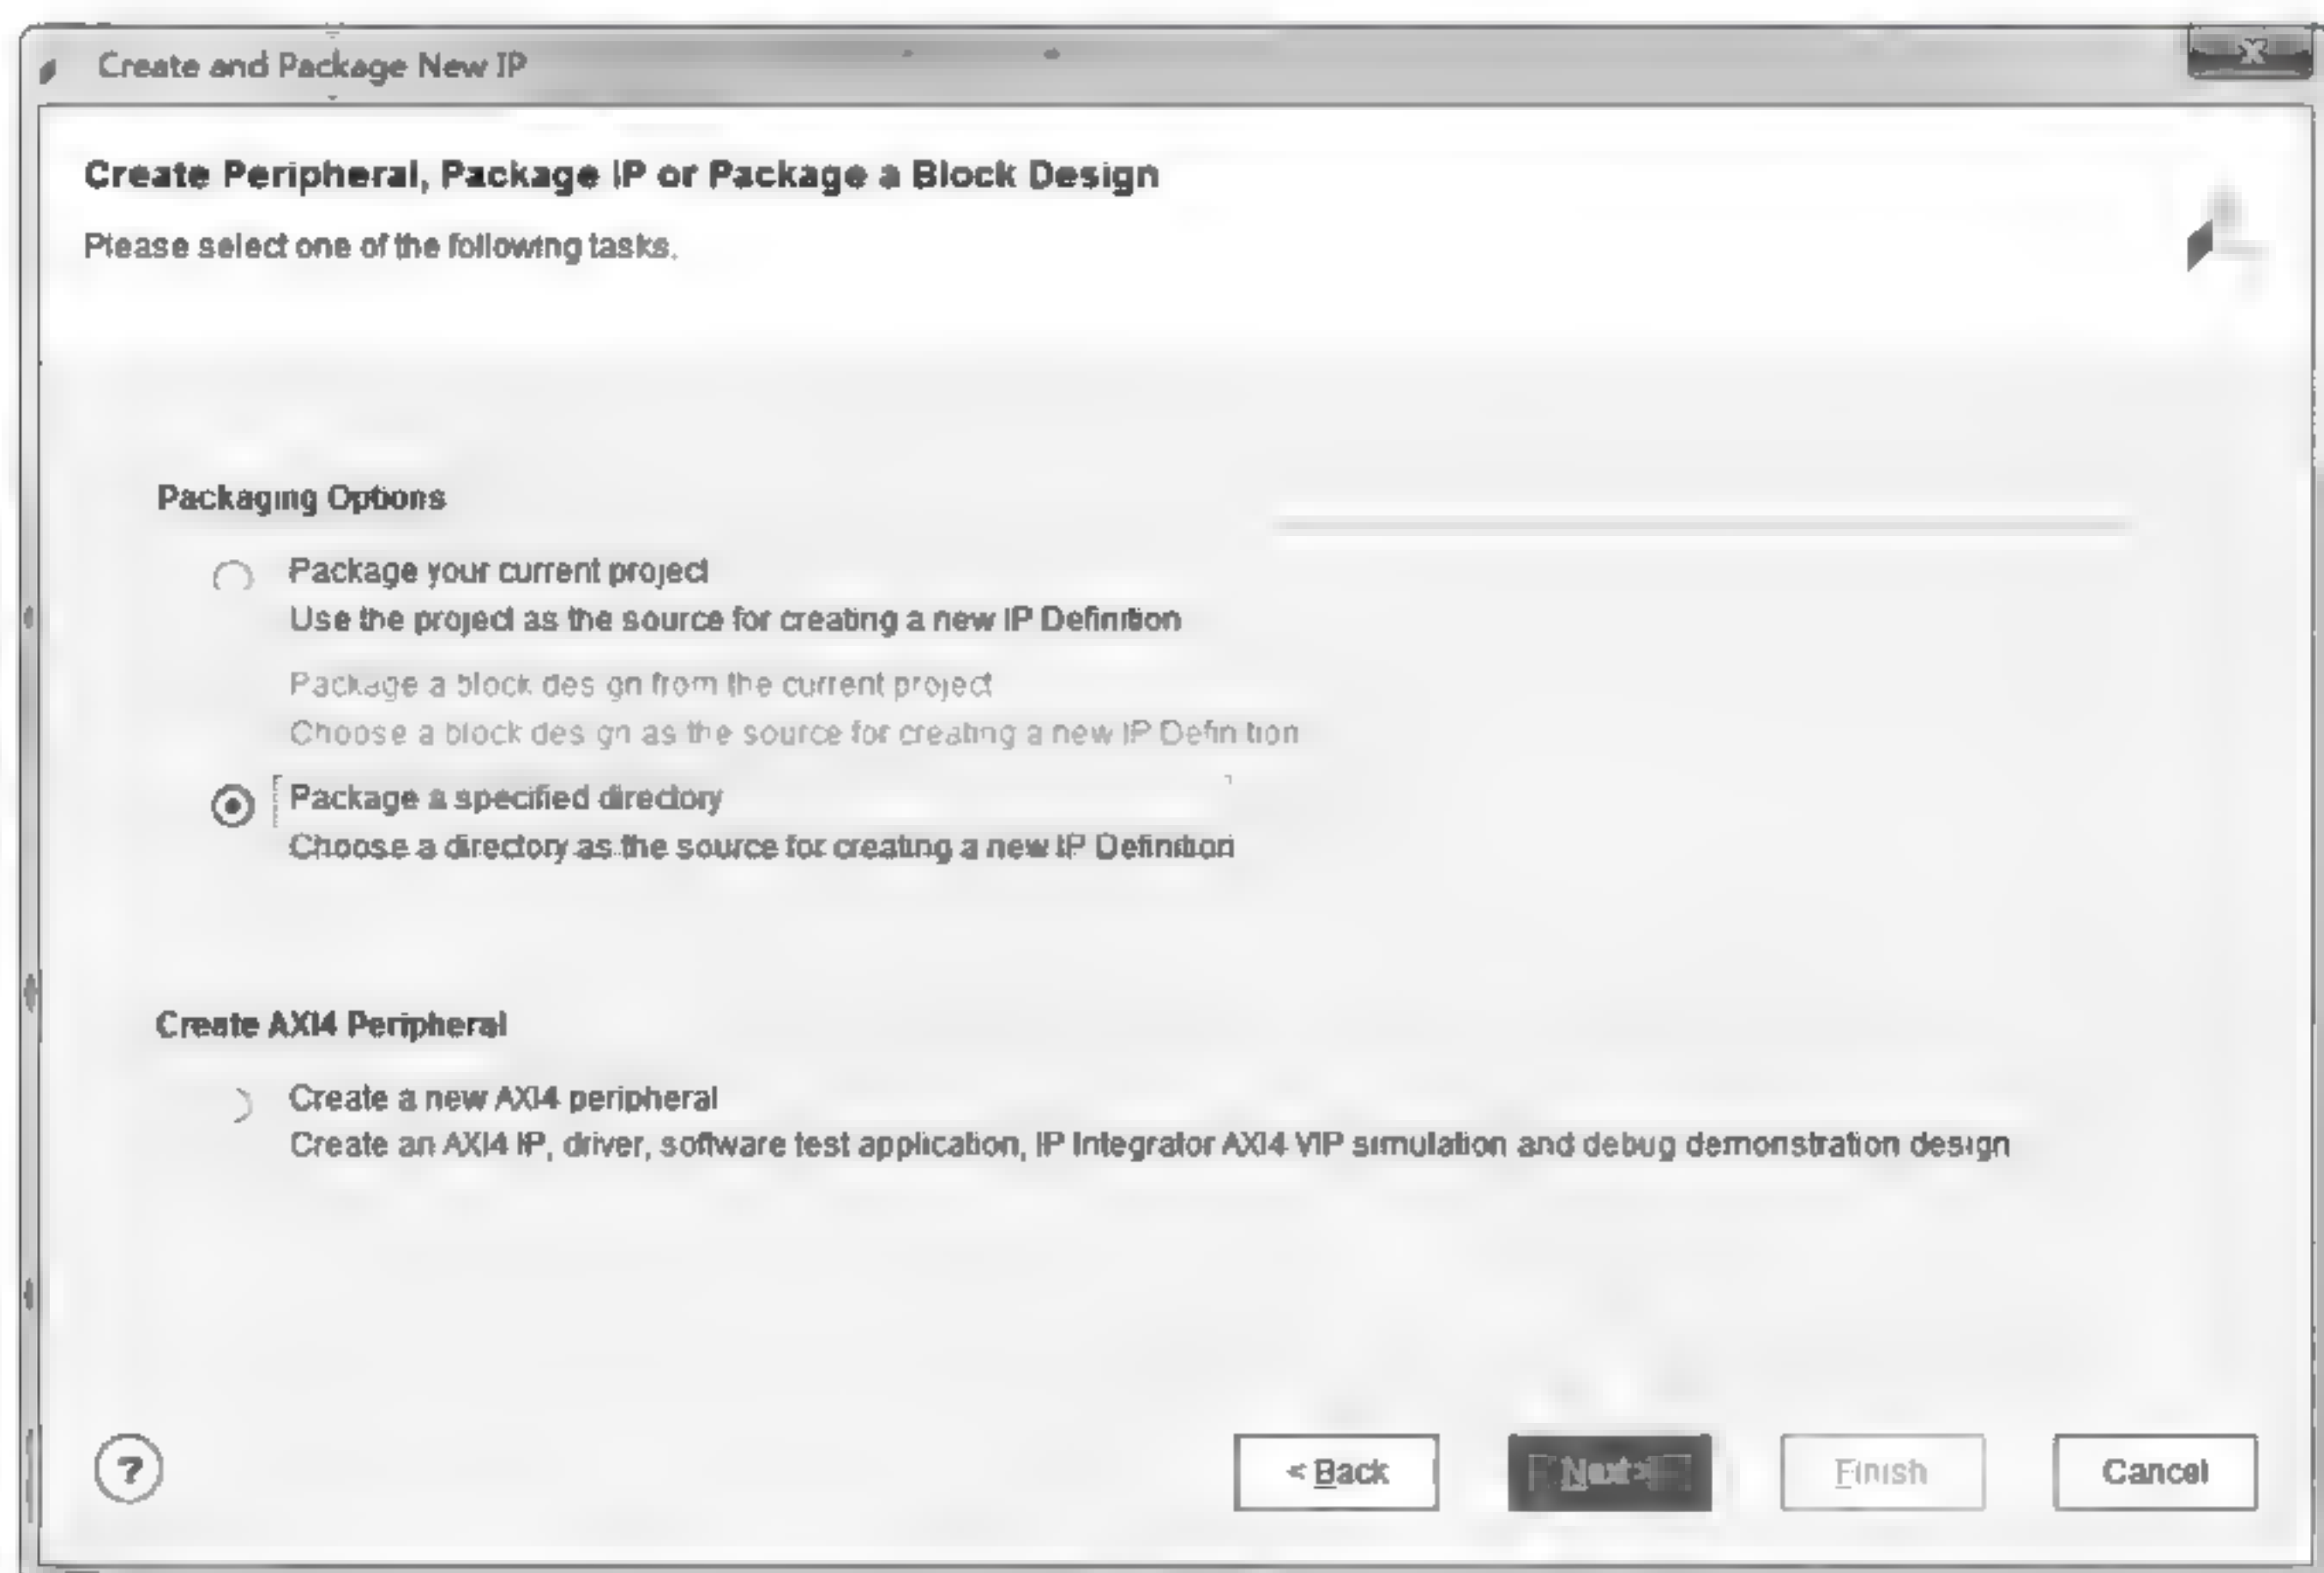 Create and Package New IP
Create Peripheral, Package IP or Package a Block Design
Please select one of the following tasks.
Packaging Options
Package your current project
Use the project as the source for creating a new IP Definition
Package a block design from the current project
Choose a block design as the source for creating a new IP Definition
Package a specified directory
Choose a directory as the source for creating a new IP Definition
Create AXI4 Peripheral
Create a new AXI4 peripheral
Create an AXI4 IP, driver, software test application, IP Integrator AXI4 VIP simulation and debug demonstration design
? < Back Next > Finish Cancel